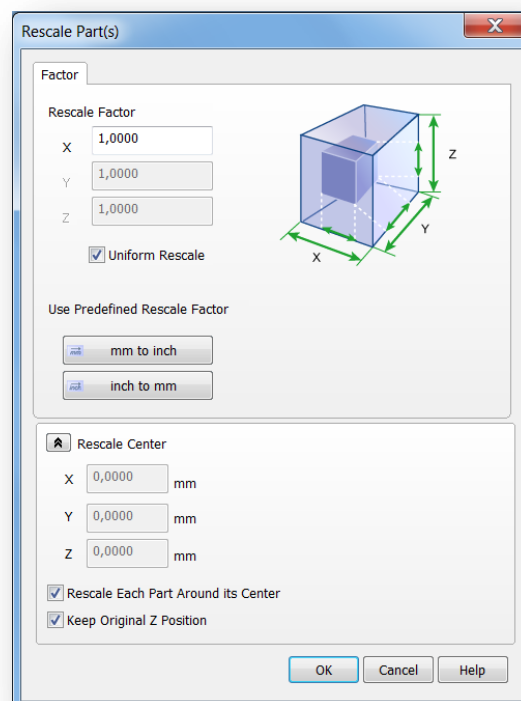 Rescale Part(s)
Factor
Rescale Factor
X 1,0000
Y 1,0000
Z 1,0000
Uniform Rescale
Z
Y
X
Use Predefined Rescale Factor
mm mm to inch
inch inch to mm
Rescale Center
X 0,0000 mm
Y 0,0000 mm
Z 0,0000 mm
Rescale Each Part Around its Center
Keep Original Z Position
OK Cancel Help